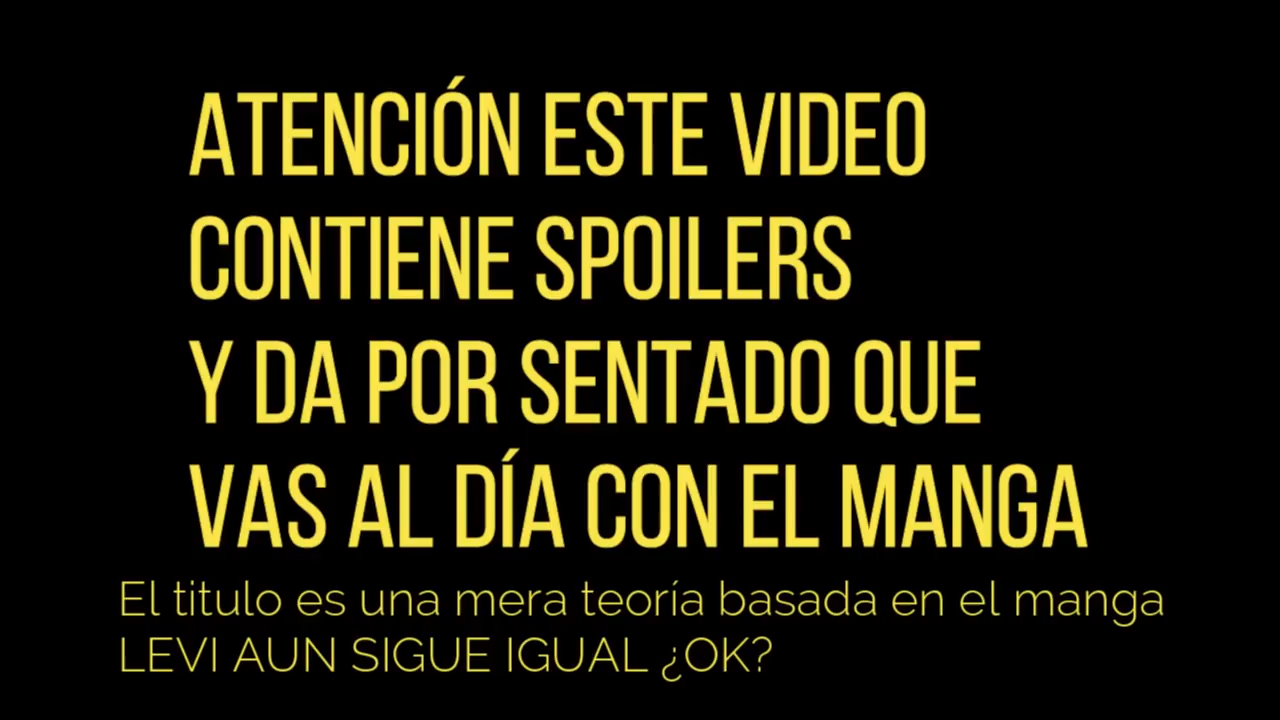 ATENCIÓN ESTE VIDEO
CONTIENE SPOILERS
Y DA POR SENTADO QUE
VAS AL DÍA CON EL MANGA
El titulo es una mera teoría basada en el manga
LEVI AUN SIGUE IGUAL ¿OK?